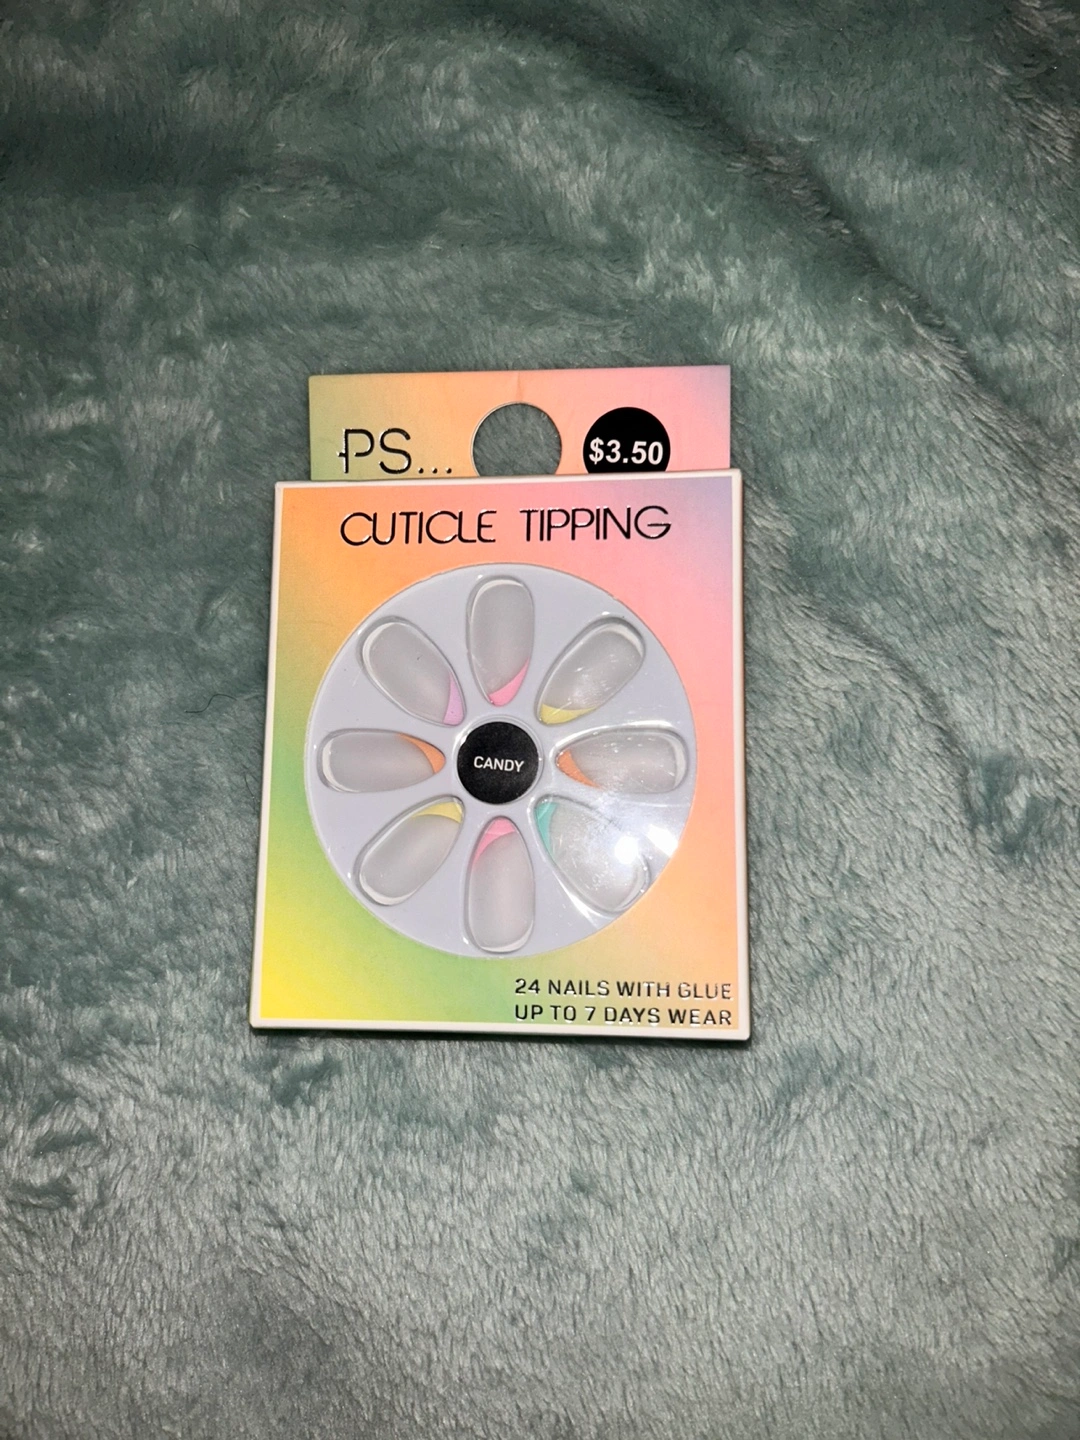 PS...
$3.50
CUTICLE TIPPING
CANDY
24 NAILS WITH GLUE
UP TO 7 DAYS WEAR